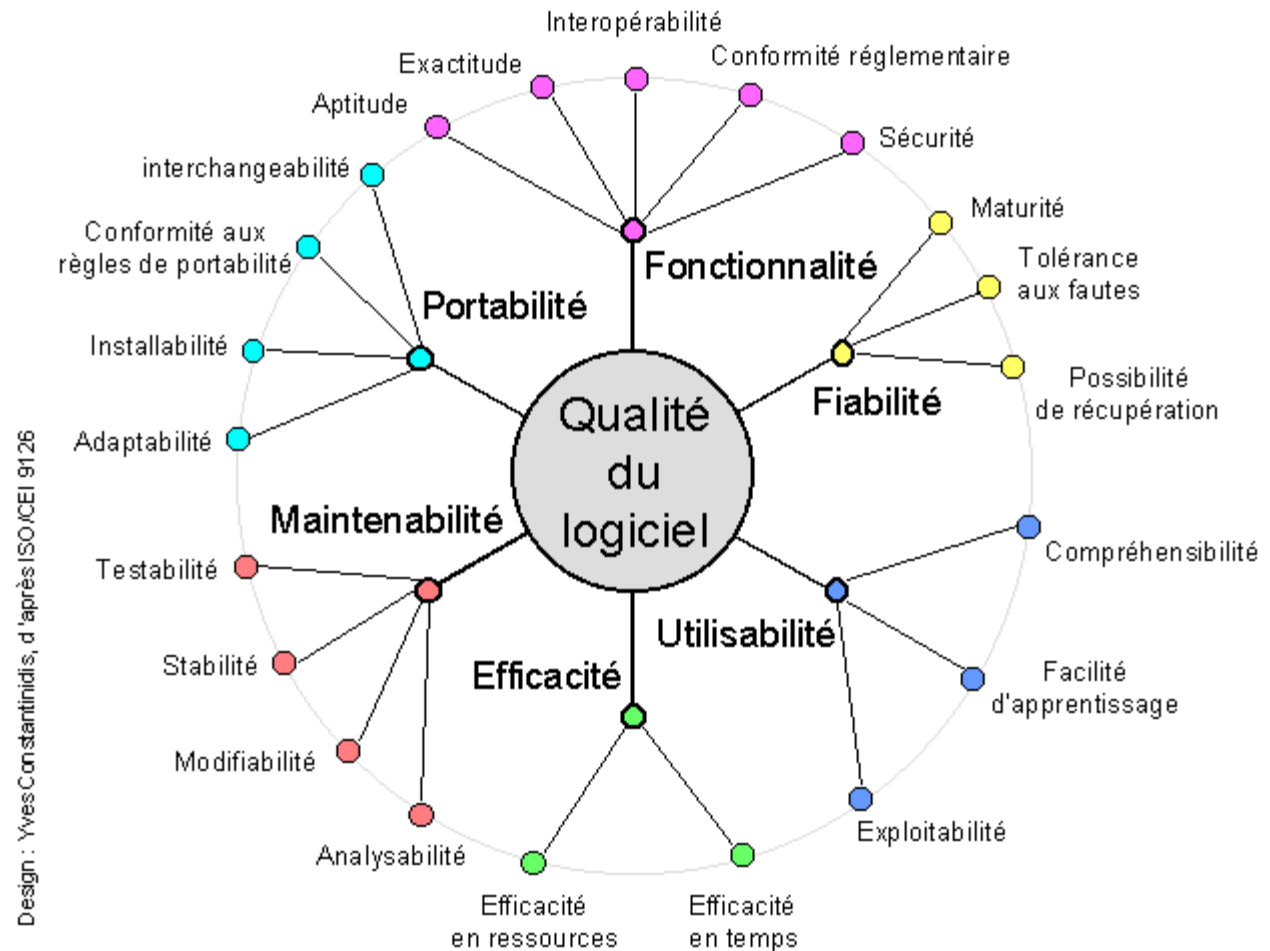 Interopérabilité
Exactitude
Conformité réglementaire
Aptitude
Sécurité
interchangeabilité
Maturité
Conformité aux
règles de portabilité
Tolérance
aux fautes
Fonctionnalité
Portabilité
Installabilité
Possibilité
de récupération
Fiabilité
Qualité
du
logiciel
Adaptabilité
Maintenabilité
Compréhensibilité
Testabilité
Utilisabilité
Stabilité
Efficacité
Facilité
d'apprentissage
Modifiabilité
Exploitabilité
Analysabilité
Efficacité
en ressources
Efficacité
en temps
Design : Yves Constantinidis, d'après ISO/CEI 9126